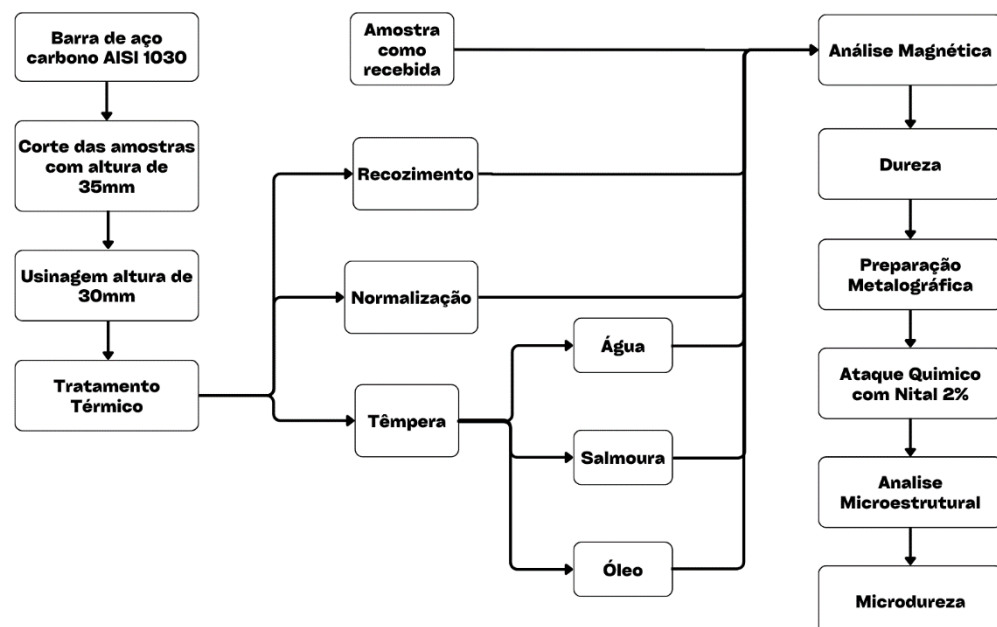 Barra de aço
carbono AISI 1030
Corte das amostras
com altura de
35mm
Usinagem altura de
30mm
Tratamento
Térmico
Amostra
como
recebida
Recozimento
Normalização
Têmpera
Água
Salmoura
Óleo
Análise Magnética
Dureza
Preparação
Metalográfica
Ataque Quimico
com Nital 2%
Analise
Microestrutural
Microdureza